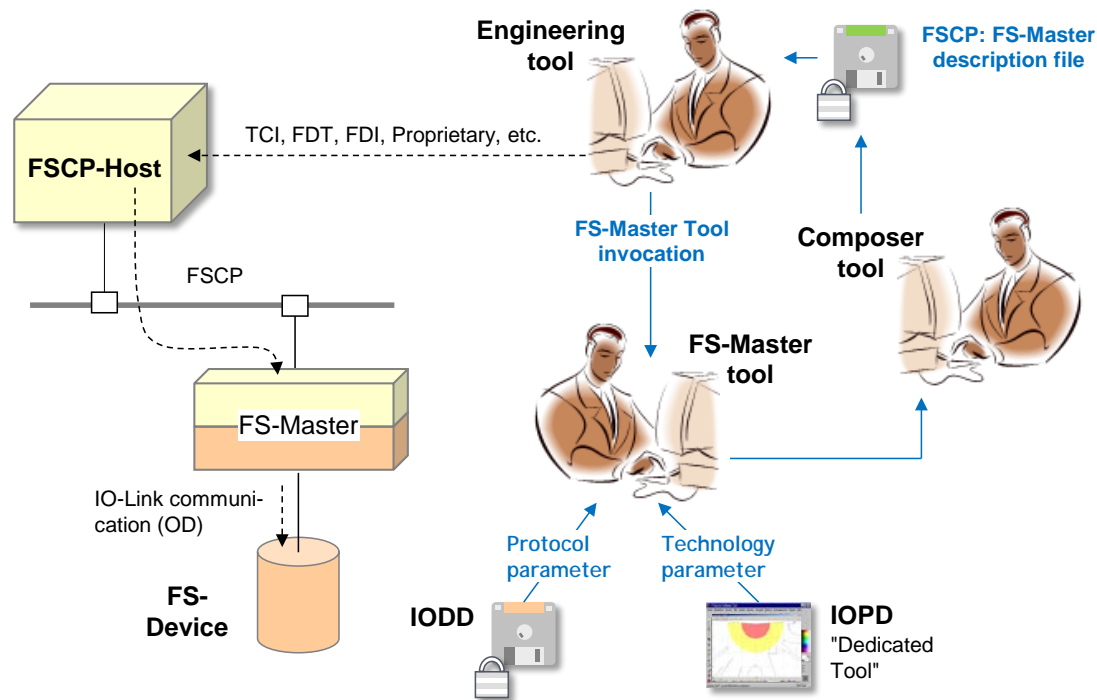 Engineering
tool
FSCP: FS-Master
description file
TCI, FDT, FDI, Proprietary, etc.
FSCP-Host
FS-Master Tool
invocation
Composer
tool
FSCP
FS-Master
tool
FS-Master
IO-Link communi-
cation (OD)
Protocol
parameter
Technology
parameter
FS-
Device
IODD
IOPD
"Dedicated
Tool"